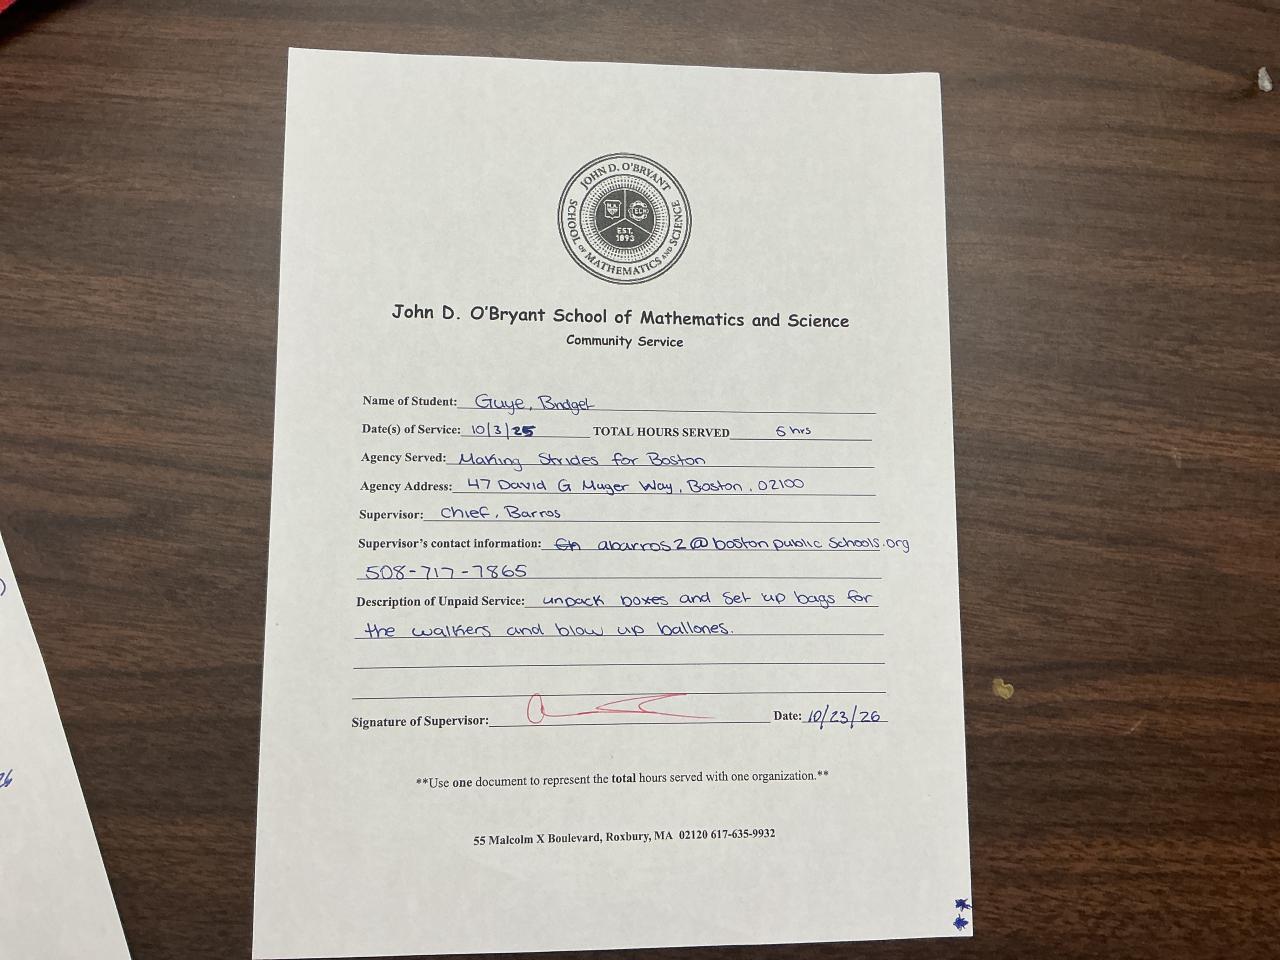 JOHN D. O'BRYANT
SCHOOL OF MATHEMATICS AND SCIENCE
TECH
EST.
1893
John D. O'Bryant School of Mathematics and Science
Community Service
Name of Student: Guye, Bridget
Date(s) of Service: 10/3/25 TOTAL HOURS SERVED 5 hrs
Agency Served: Making Strides for Boston
Agency Address: 47 David G Muger Way, Boston, 02100
Supervisor: Chief, Barros
Supervisor's contact information: abarros2@bostonpublicSchools.org
508-717-7865
Description of Unpaid Service: unpack boxes and set up bags for
the walkers and blow up ballones.
Signature of Supervisor: Date: 10/23/26
**Use one document to represent the total hours served with one organization.**
55 Malcolm X Boulevard, Roxbury, MA 02120 617-635-9932